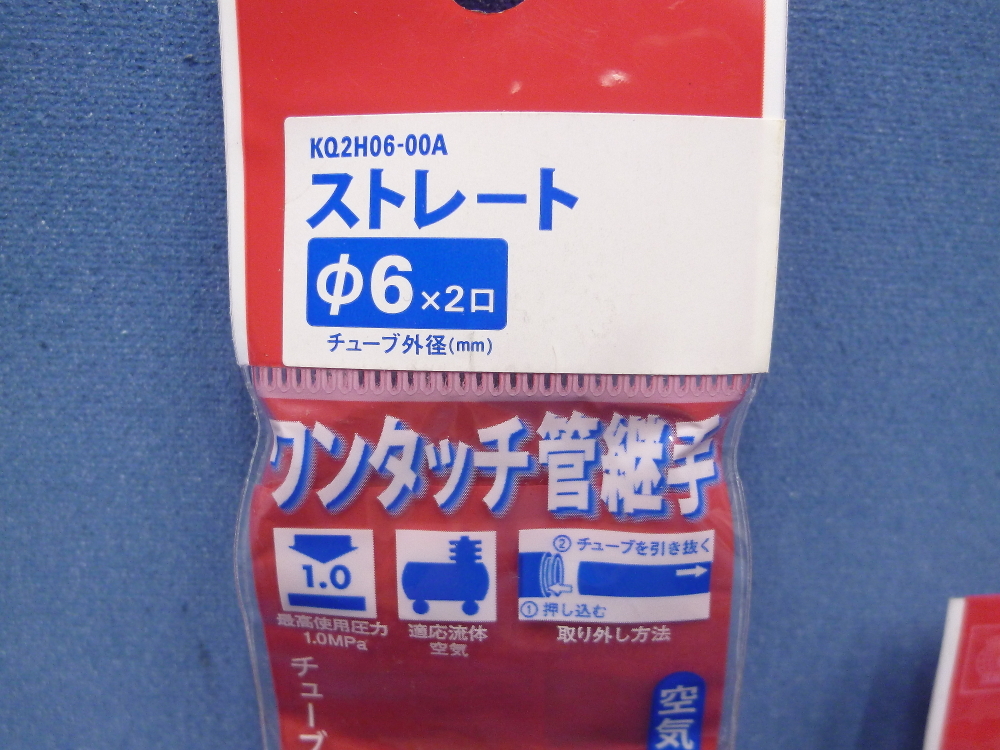 KQ2H06-00A
ストレート
φ6×2口
チューブ外径(mm)
ワンタッチ管継手
1.0
最高使用圧力
1.0MPa
適応流体
空気
②チューブを引き抜く
①押し込む
取り外し方法
チューブ
空気